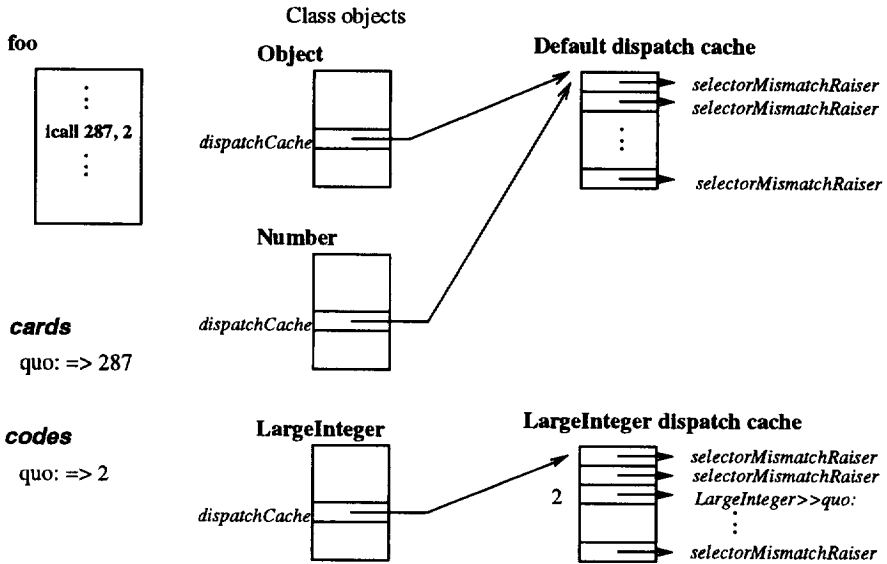 Class objects
foo
Object
Default dispatch cache
selectorMismatchRaiser
selectorMismatchRaiser
icall 287, 2
dispatchCache
selectorMismatchRaiser
Number
dispatchCache
cards
quo: => 287
codes
quo: => 2
LargeInteger
LargeInteger dispatch cache
selectorMismatchRaiser
selectorMismatchRaiser
2
LargeInteger>>quo:
dispatchCache
selectorMismatchRaiser